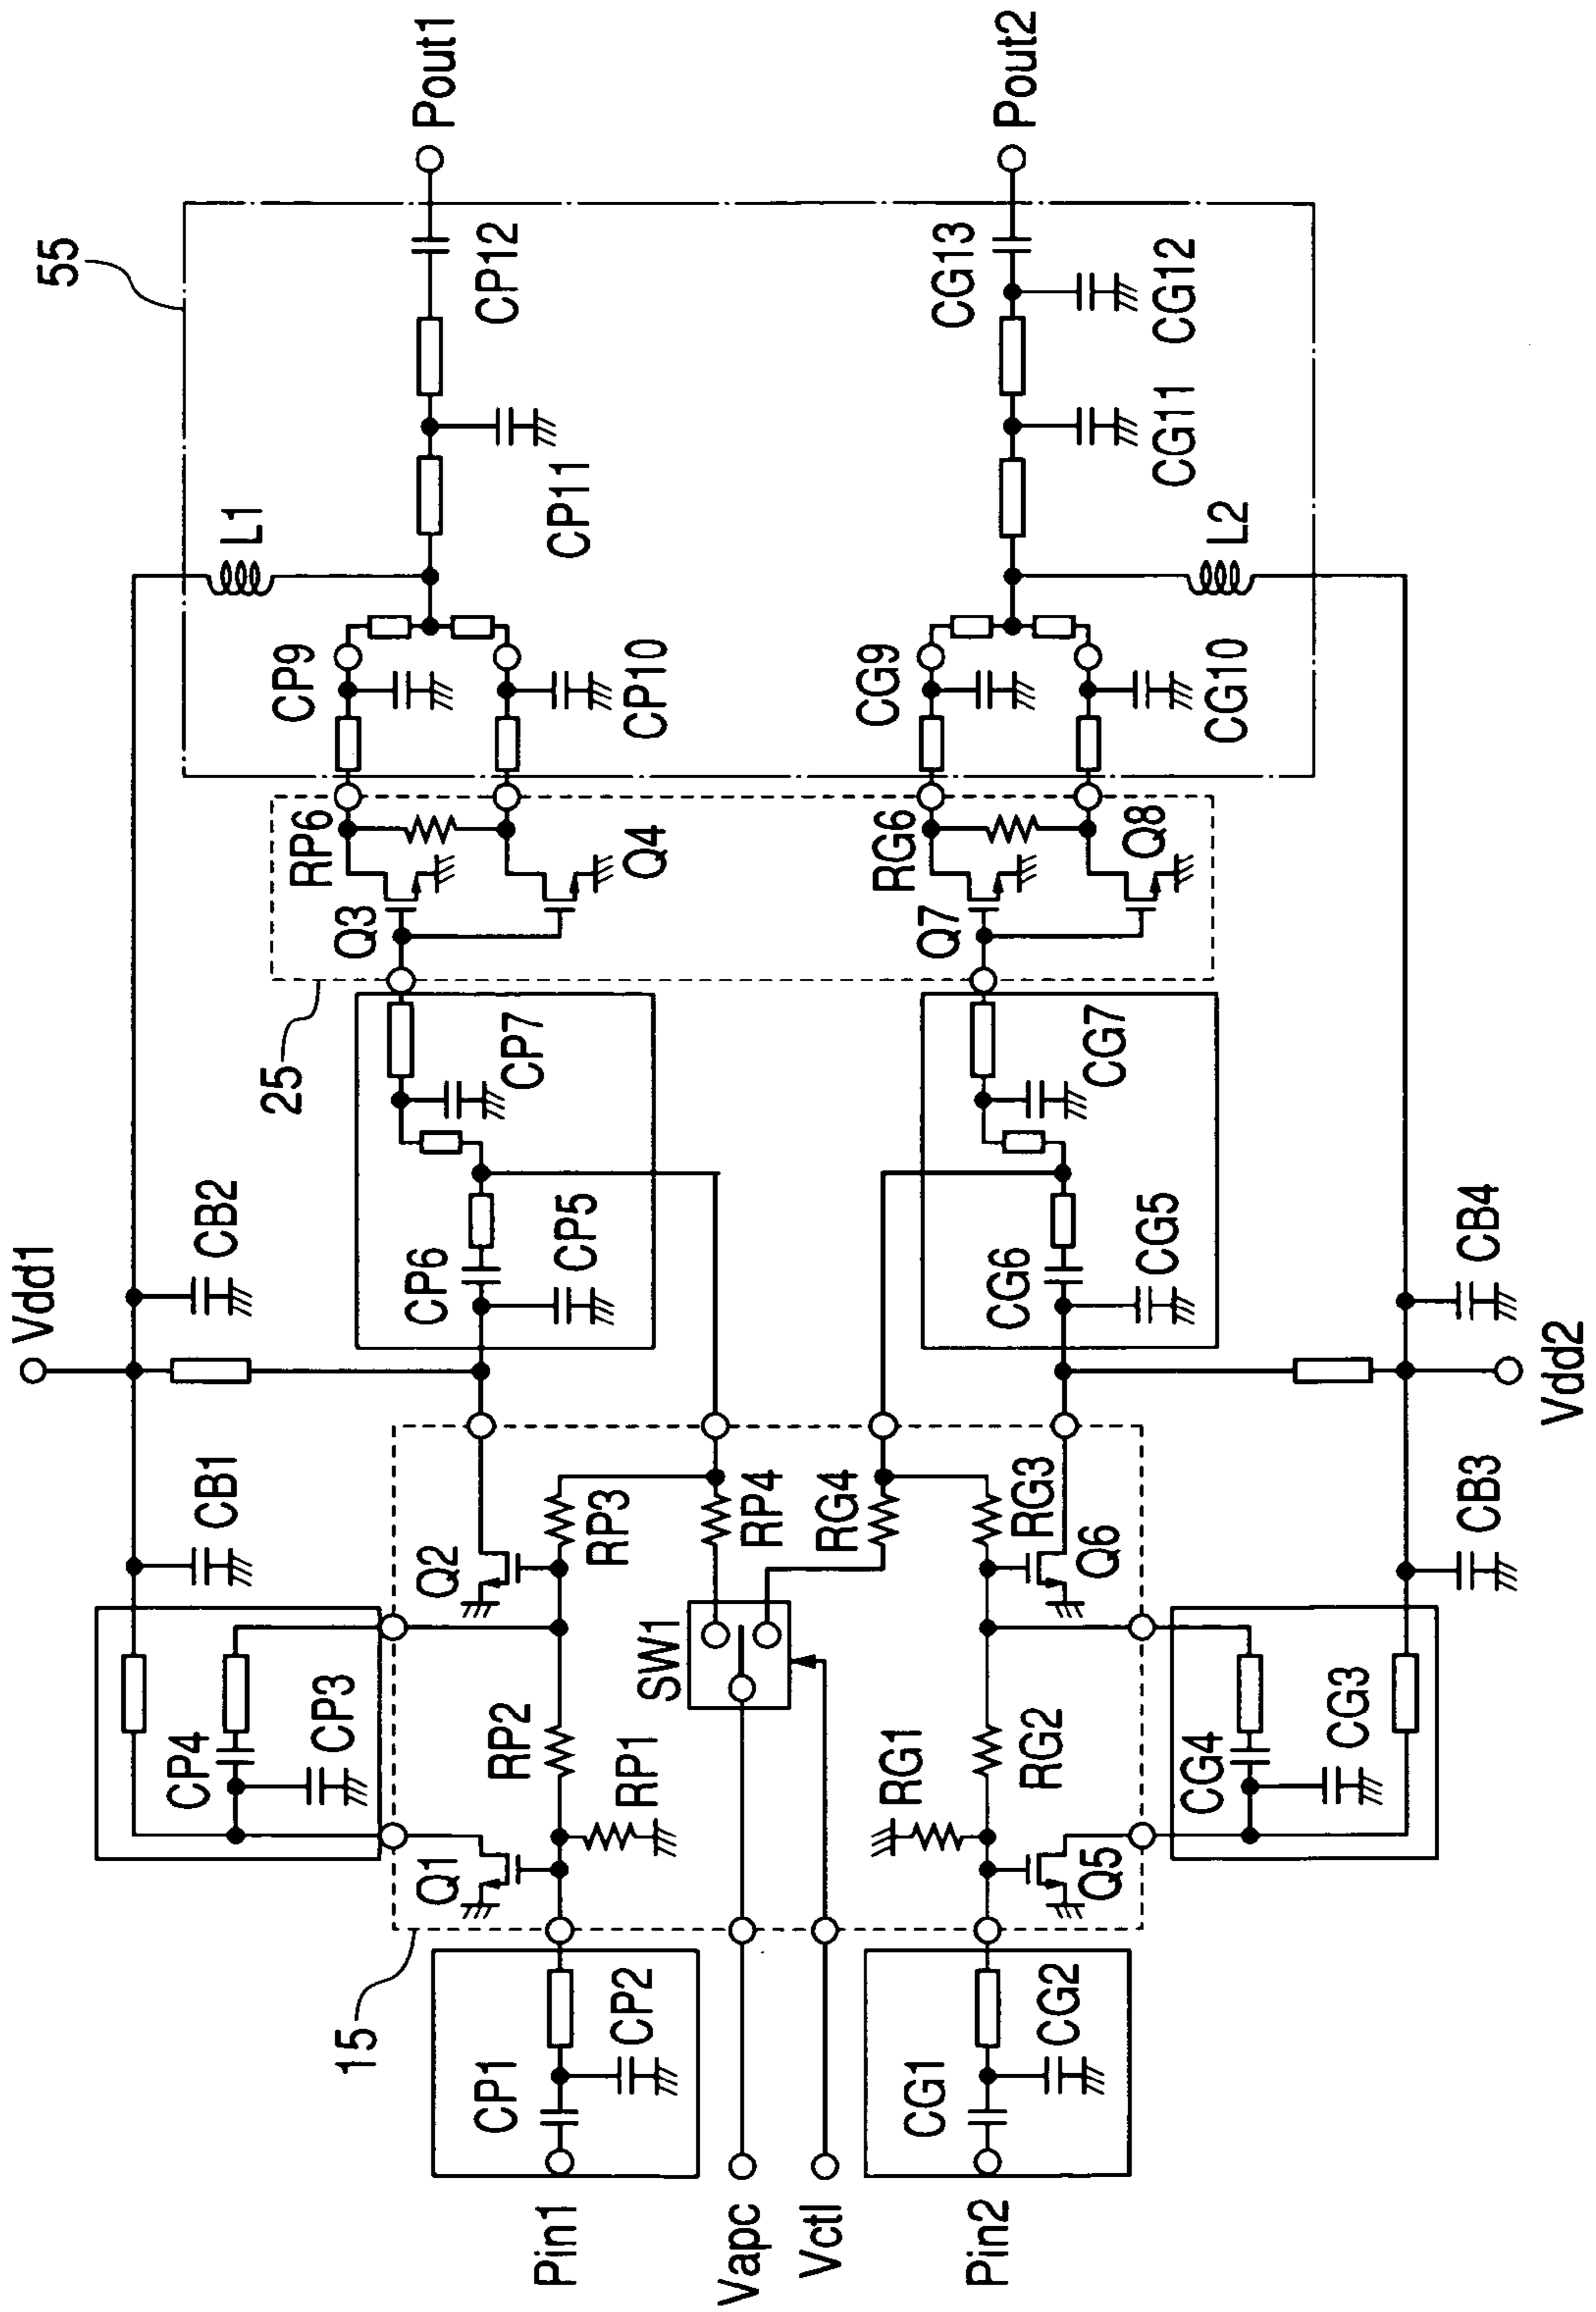 55
Pout1
Pout2
CP12
CG13
CG12
CP11
CG11
L1
L2
CP9
CP10
CG9
CG10
RP6
Q4
RG6
Q8
Q3
Q7
25
CP7
CG7
Vdd1
CB2
CP6
CP5
CG6
CG5
CB4
Vdd2
CB1
Q2
RP3
RP4
RG4
RG3
Q6
CB3
SW1
CP4
CP3
RP2
RP1
RG1
RG2
CG4
CG3
Q1
Q5
15
CP1
CP2
CG1
CG2
Pin1
Vapc
Vctl
Pin2